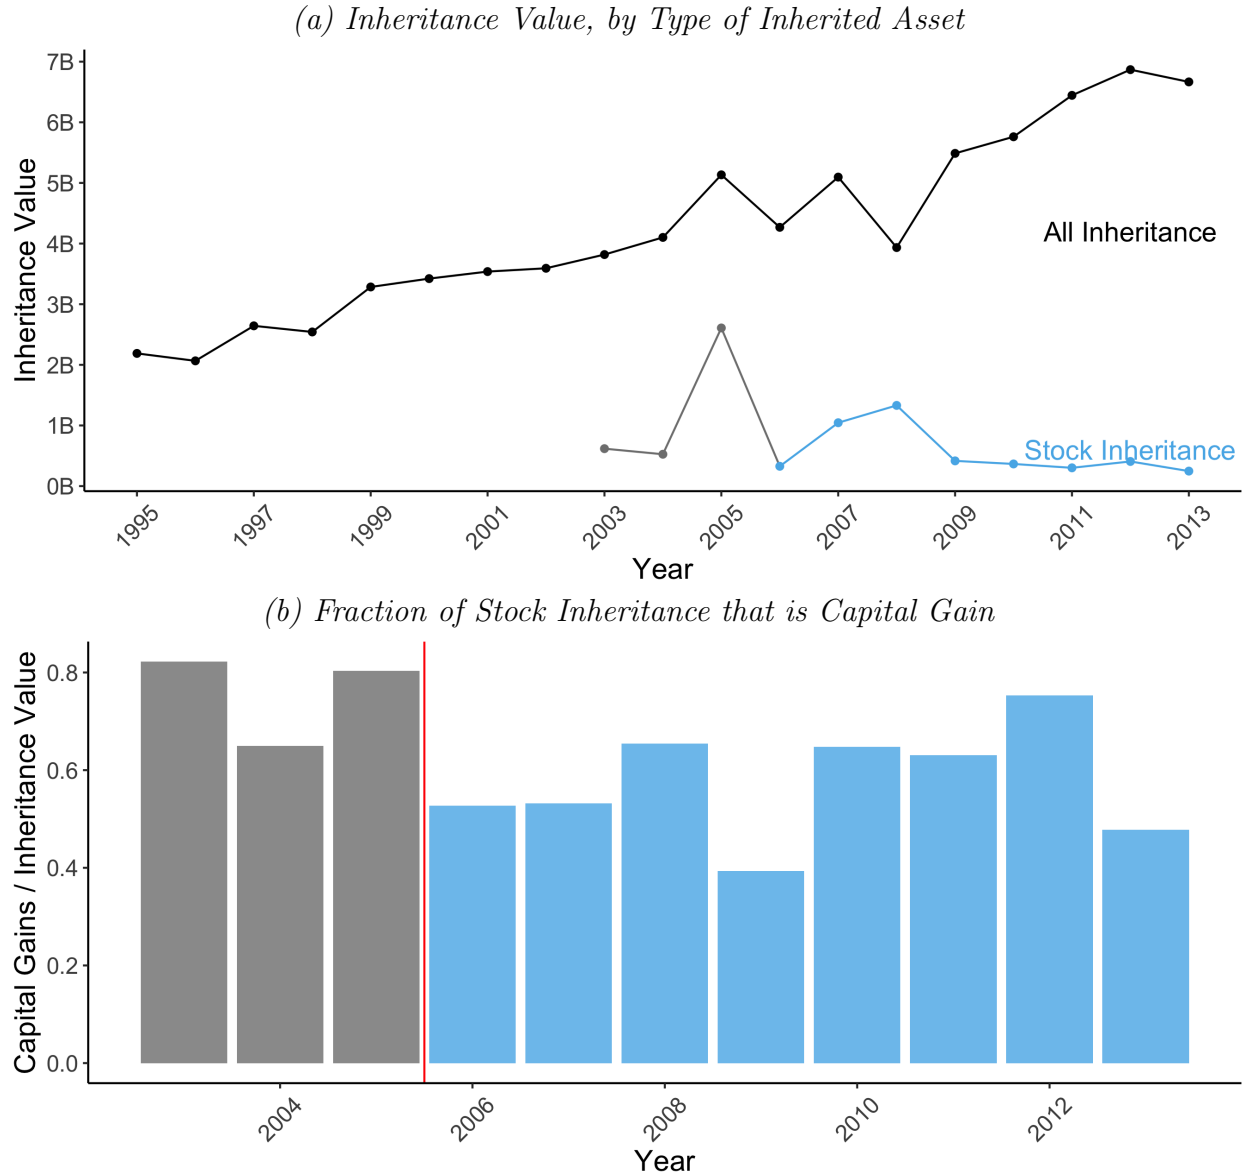 (a) Inheritance Value, by Type of Inherited Asset
Inheritance Value
7B
6B
5B
4B
3B
2B
1B
0B
All Inheritance
Stock Inheritance
1995
1997
1999
2001
2003
2005
2007
2009
2011
2013
Year
(b) Fraction of Stock Inheritance that is Capital Gain
Capital Gains / Inheritance Value
0.8
0.6
0.4
0.2
0.0
2004
2006
2008
2010
2012
Year